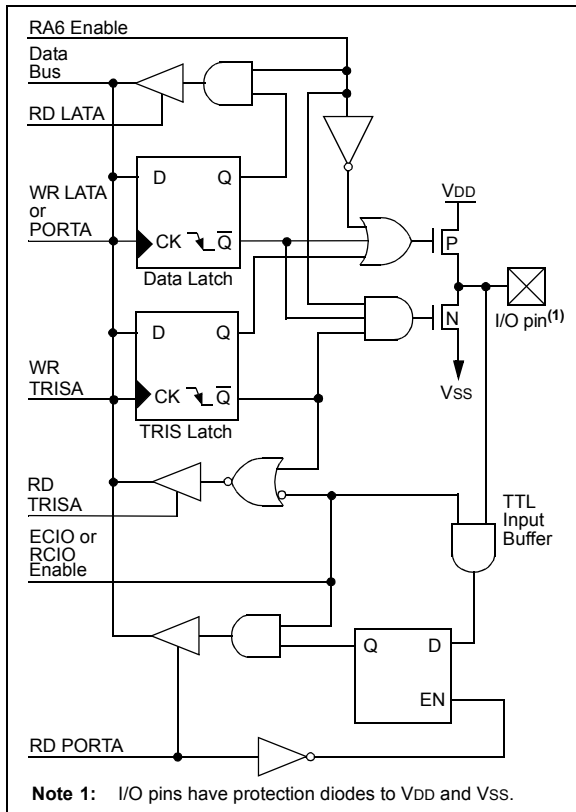 RA6 Enable
Data
Bus
RD LATA
WR LATA
or
PORTA
D
Q
CK
Q
Data Latch
VDD
P
N
I/O pin(1)
VSS
D
Q
WR
TRISA
CK
Q
TRIS Latch
RD
TRISA
TTL
Input
Buffer
ECIO or
RCIO
Enable
Q
D
EN
RD PORTA
Note 1: I/O pins have protection diodes to VDD and VSS.